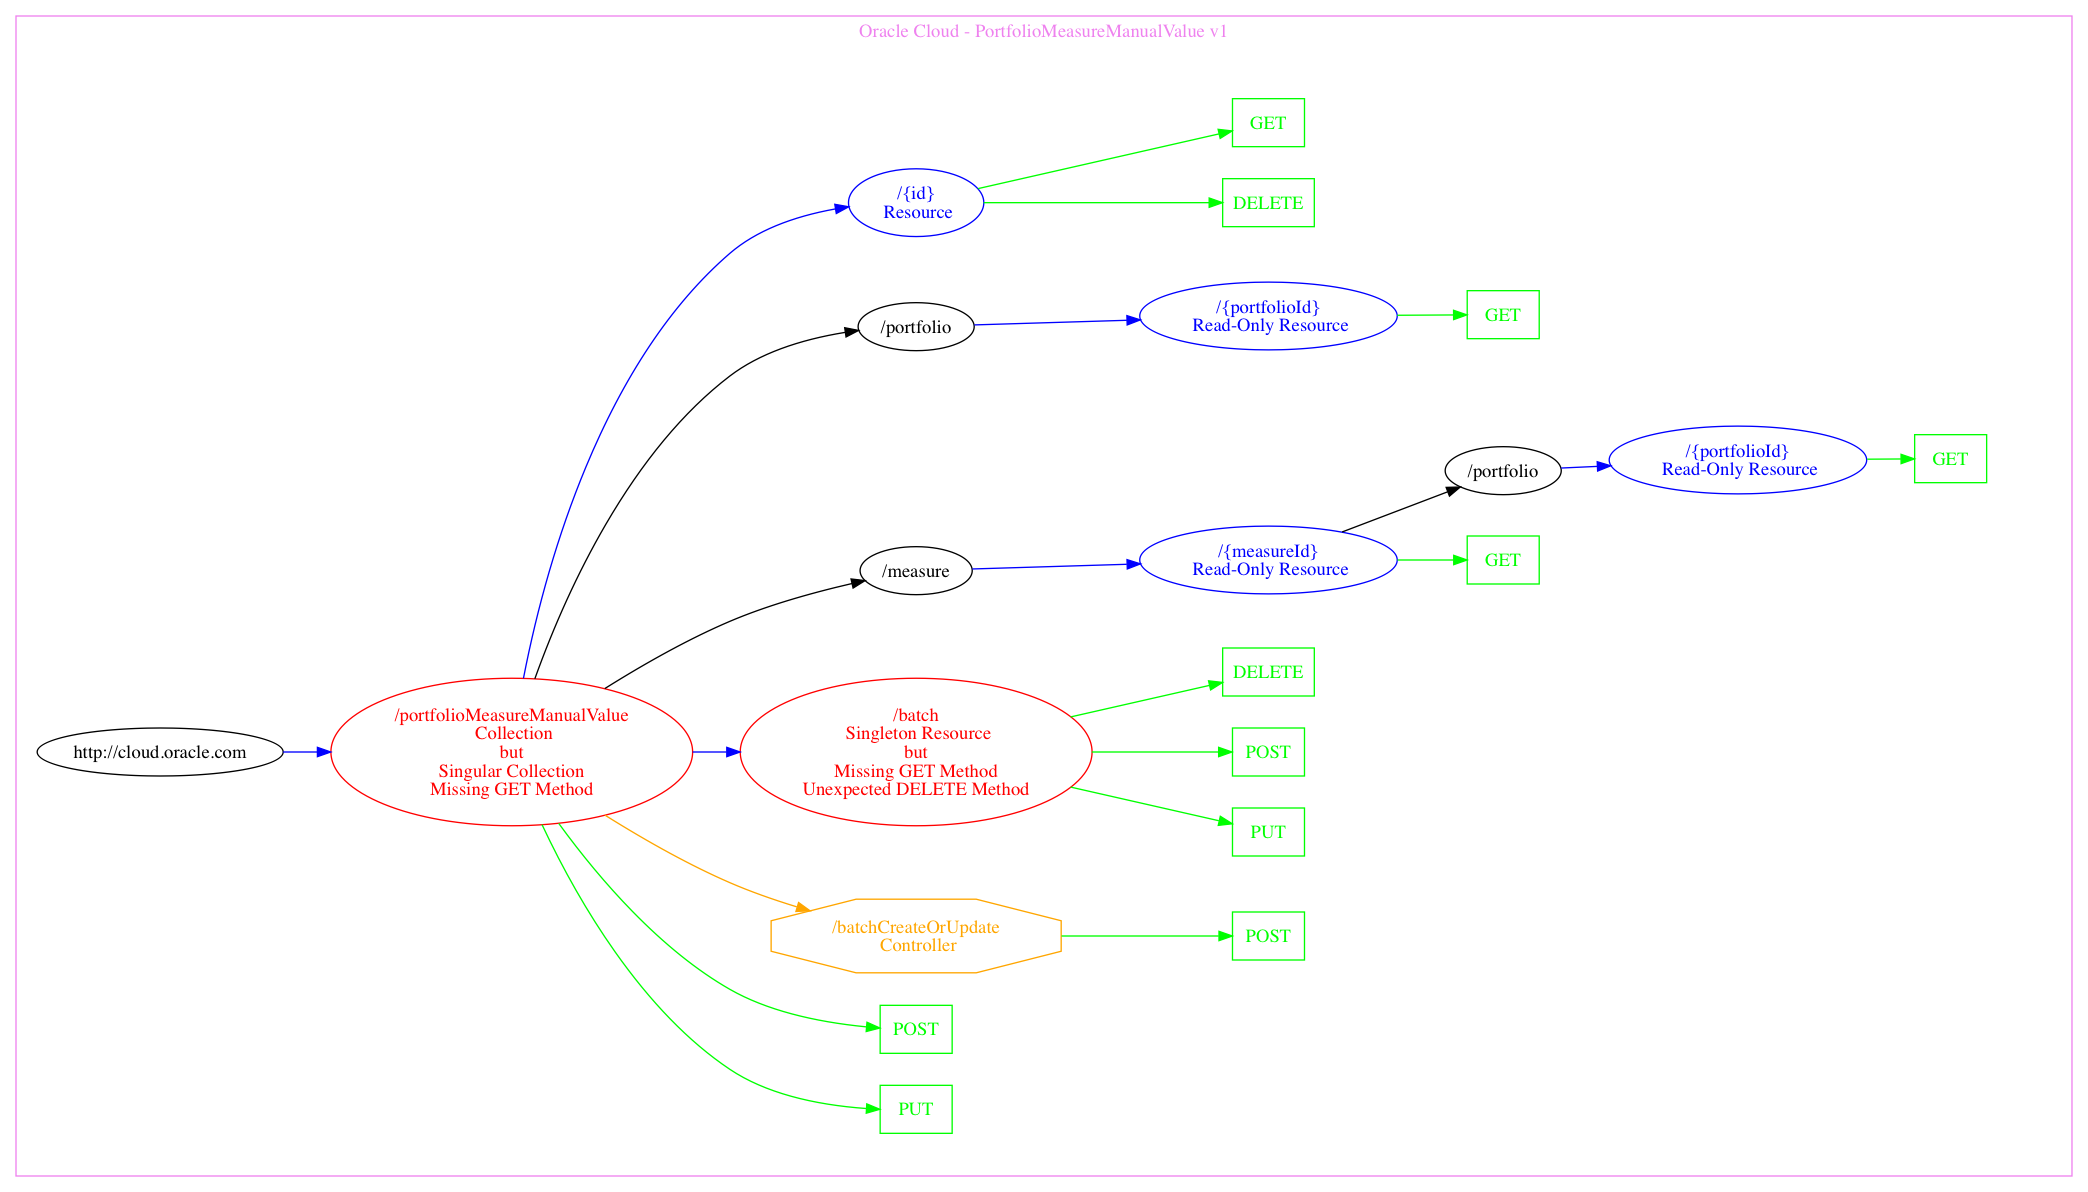 Oracle Cloud - PortfolioMeasureManualValue v1
GET
/{id}
Resource
DELETE
/{portfolioId}
Read-Only Resource
GET
/portfolio
/portfolio
/{portfolioId}
Read-Only Resource
GET
/measure
/{measureId}
Read-Only Resource
GET
DELETE
http://cloud.oracle.com
/portfolioMeasureManualValue
Collection
but
Singular Collection
Missing GET Method
/batch
Singleton Resource
but
Missing GET Method
Unexpected DELETE Method
POST
PUT
/batchCreateOrUpdate
Controller
POST
POST
PUT